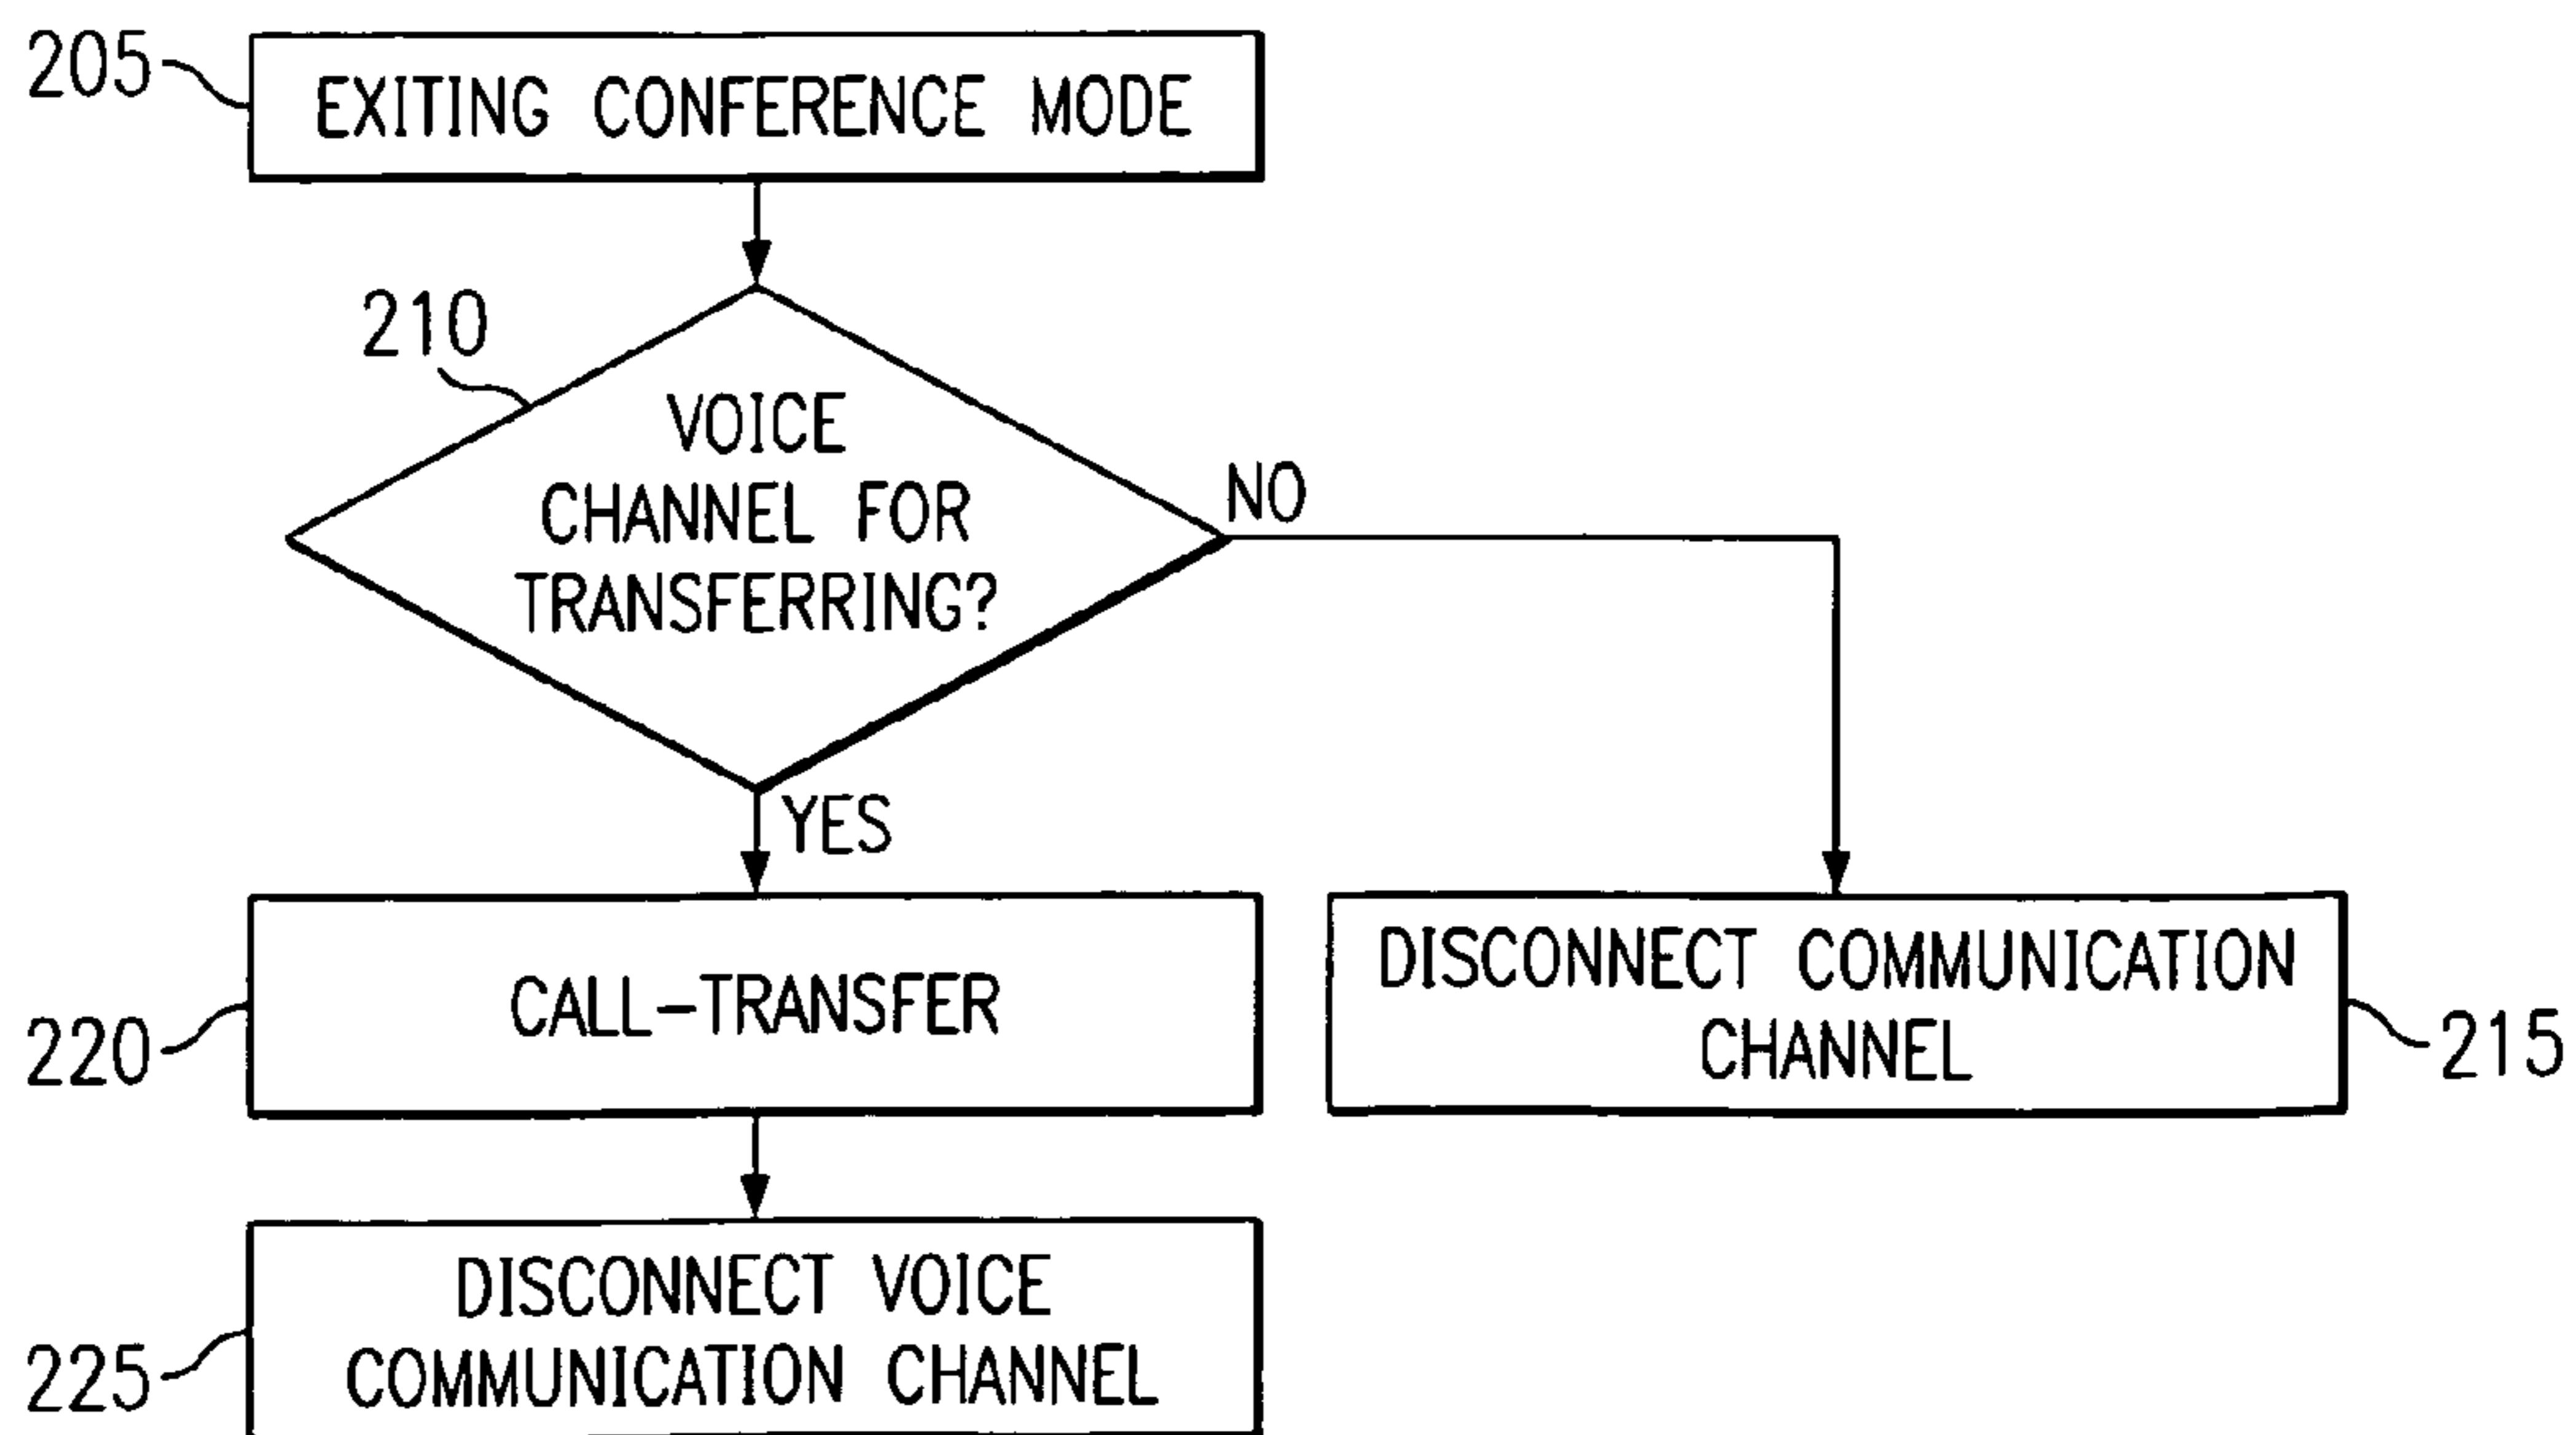 205
EXITING CONFERENCE MODE
210
VOICE
CHANNEL FOR
TRANSFERRING?
NO
YES
220
CALL-TRANSFER
DISCONNECT COMMUNICATION
CHANNEL
215
225
DISCONNECT VOICE
COMMUNICATION CHANNEL